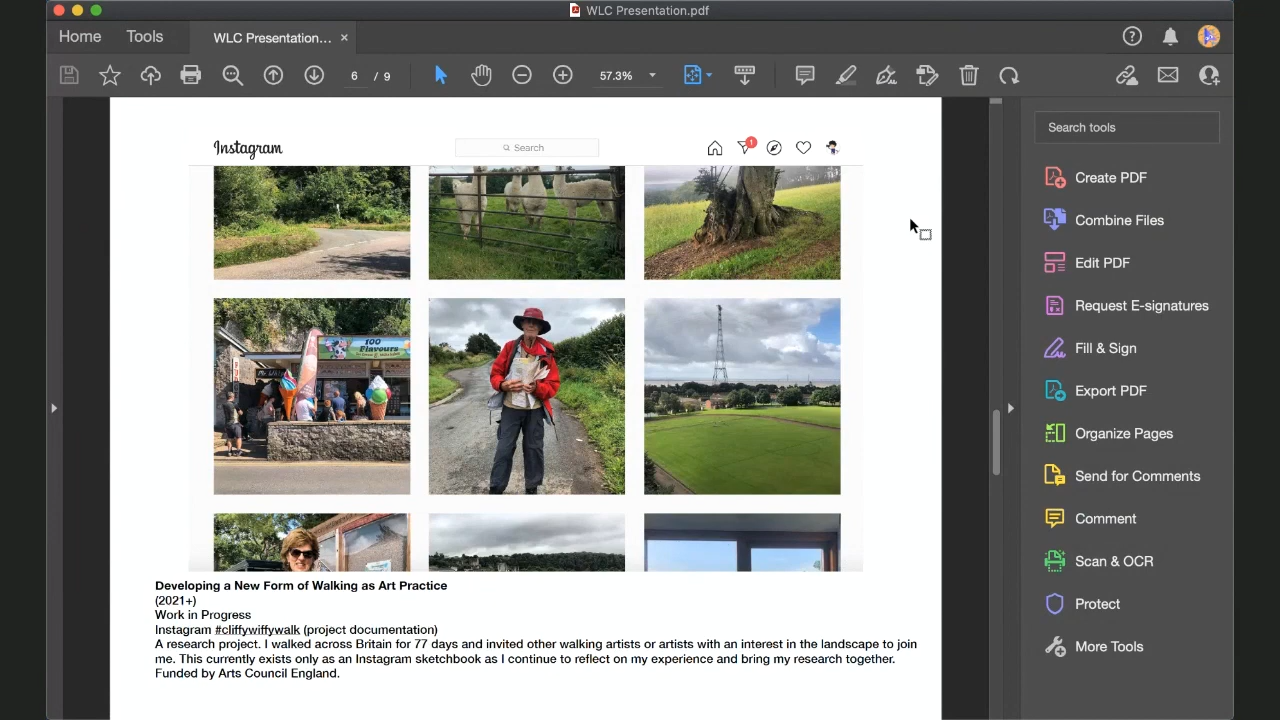 WLC Presentation.pdf
Home Tools WLC Presentation... ×
6 / 9 57.3%
Search tools
Instagram Search 1
Create PDF
Combine Files
Edit PDF
Request E-signatures
Fill & Sign
Export PDF
Organize Pages
Send for Comments
Comment
Scan & OCR
Protect
More Tools
100
Flavours
Developing a New Form of Walking as Art Practice
(2021+)
Work in Progress
Instagram #cliffywiffywalk (project documentation)
A research project. I walked across Britain for 77 days and invited other walking artists or artists with an interest in the landscape to join
me. This currently exists only as an Instagram sketchbook as I continue to reflect on my experience and bring my research together.
Funded by Arts Council England.